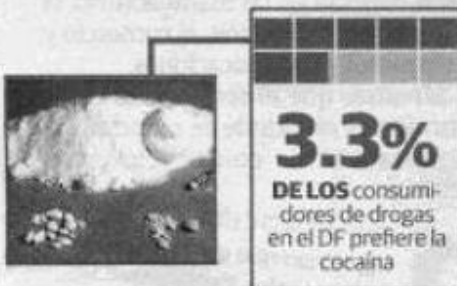 3.3%
DE LOS consumi-
dores de drogas
en el DF prefiere la
cocaína